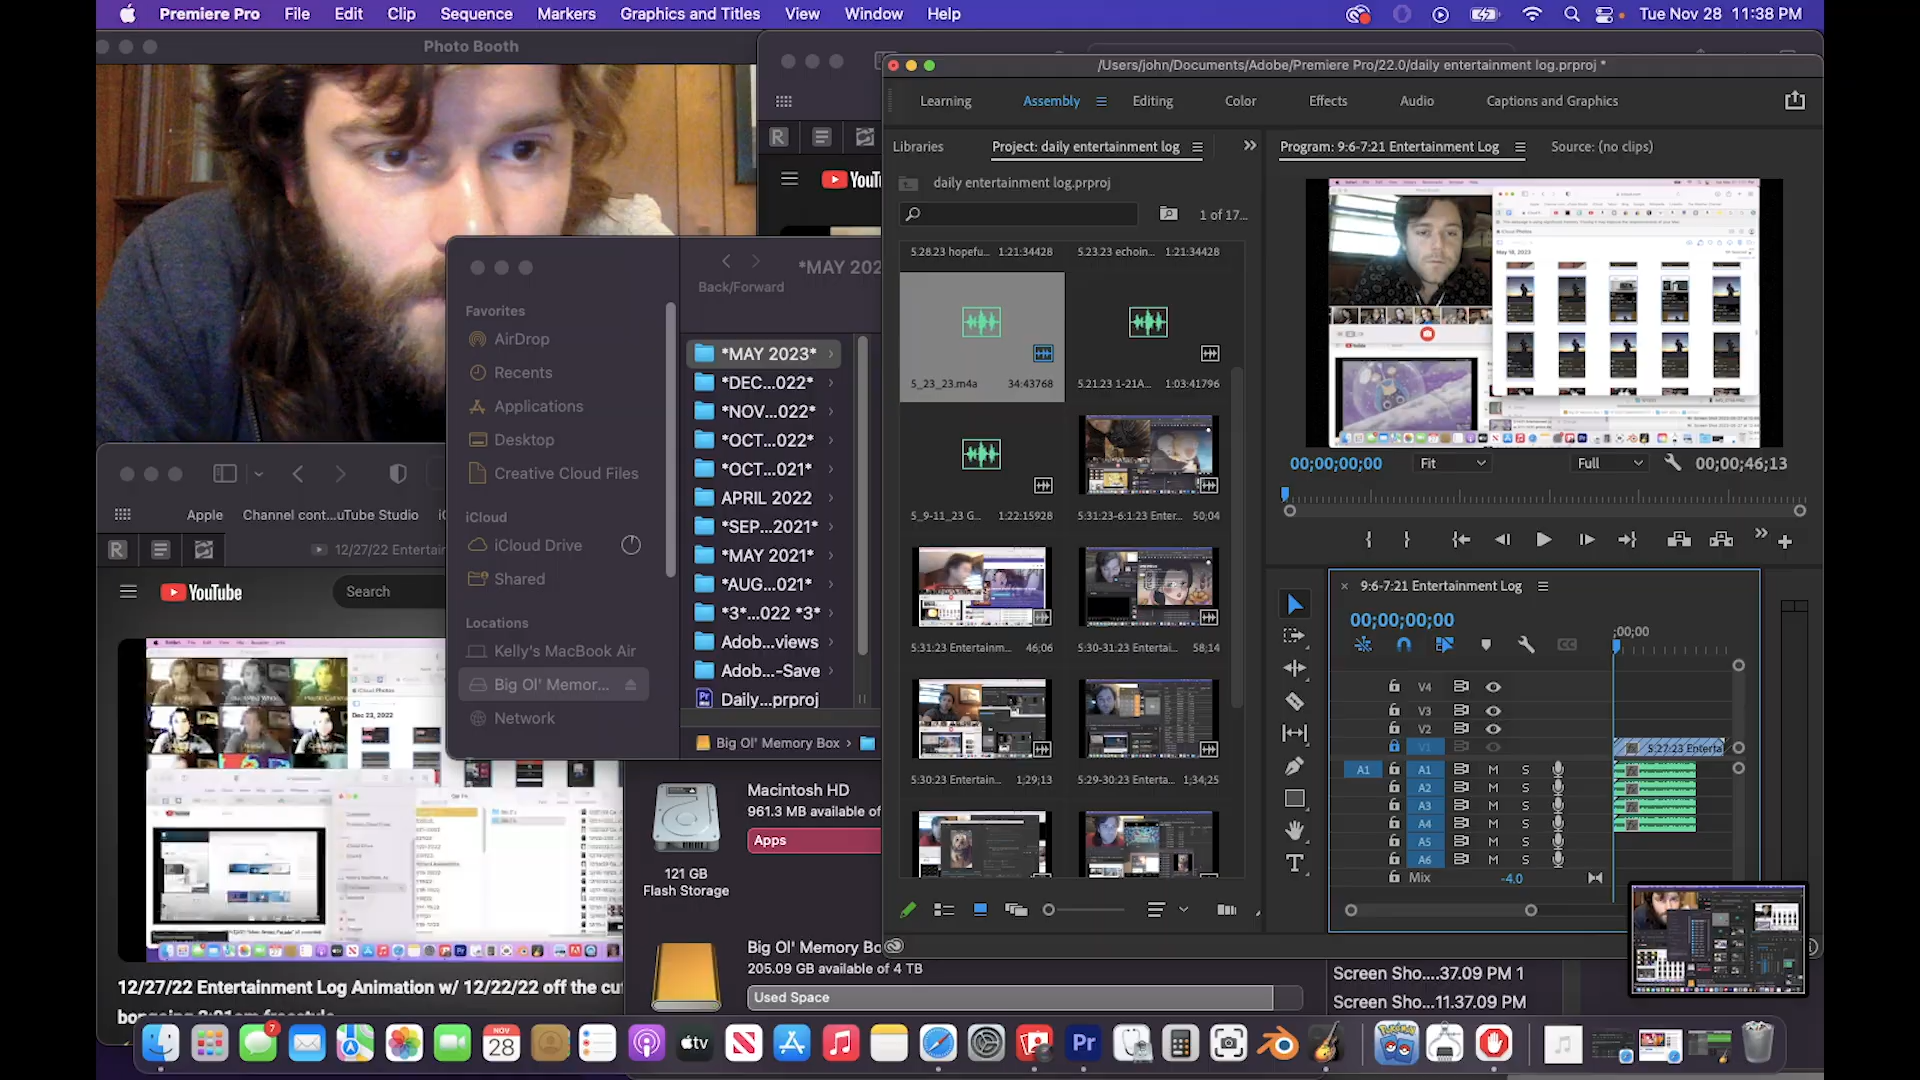 Premiere Pro File Edit Clip Sequence Markers Graphics and Titles View Window Help
Tue Nov 28 11:38 PM
Photo Booth
/Users/john/Documents/Adobe/Premiere Pro/22.0/daily entertainment log.prproj *
Learning Assembly Editing Color Effects Audio Captions and Graphics
Libraries Project: daily entertainment log
daily entertainment log.prproj
1 of 17...
5.28.23 hopefu... 1:21:34428
5.23.23 echoin... 1:21:34428
5_23_23.m4a 34:43768
5.21.23 1-21A... 1:03:41796
5_9-11_23 G... 1:22:15928
5:31:23-6:1:23 Enter... 50;04
5:31:23 Entertainm... 46;06
5:30-31:23 Entertai... 58;14
5:30:23 Entertain... 1;29;13
5:29-30:23 Enterta... 1;34;25
Program: 9:6-7:21 Entertainment Log Source: (no clips)
00;00;00;00 Fit Full 00;00;46;13
9:6-7:21 Entertainment Log
00;00;00;00
;00;00
V4
V3
V2
V1 5:27:23 Enterta
A1 A1 M S
A2 M S
A3 M S
A4 M S
A5 M S
A6 M S
Mix -4.0
*MAY 202
Back/Forward
Favorites
AirDrop
Recents
Applications
Desktop
Creative Cloud Files
iCloud
iCloud Drive
Shared
Locations
Kelly's MacBook Air
Big Ol' Memor...
Network
*MAY 2023*
*DEC...022*
*NOV...022*
*OCT...022*
*OCT...021*
APRIL 2022
*SEP...2021*
*MAY 2021*
*AUG...021*
*3*...022 *3*
Adob...views
Adob...-Save
Daily...prproj
Big Ol' Memory Box
YouT
Apple Channel cont...uTube Studio
12/27/22 Entertain
YouTube
Search
Dec 23, 2022
12/27/22 Entertainment Log Animation w/ 12/22/22 off the cu
Macintosh HD
961.3 MB available of
Apps
121 GB
Flash Storage
Big Ol' Memory Bo
205.09 GB available of 4 TB
Used Space
Screen Sho....37.09 PM 1
Screen Sho...11.37.09 PM
7
NOV
28
tv
Pr